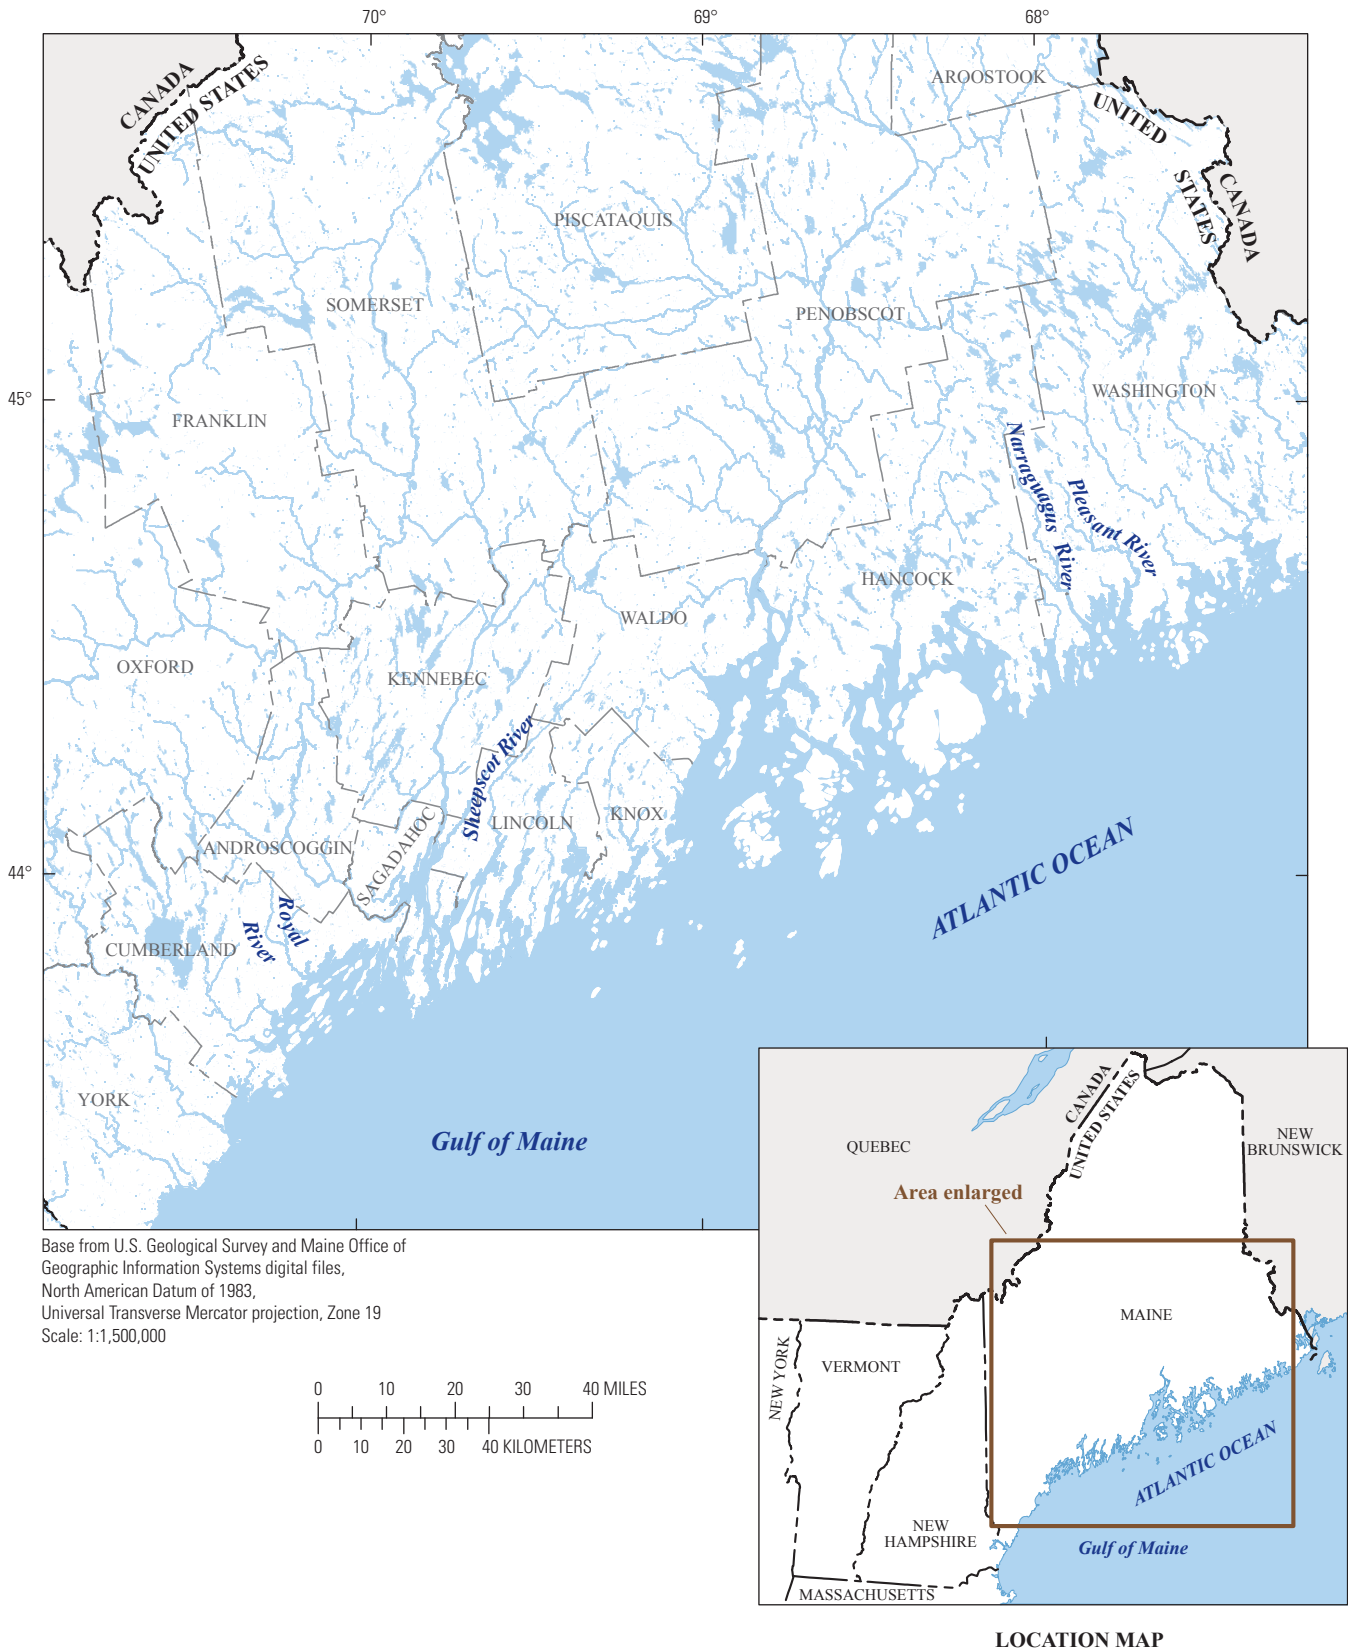 70°
69°
68°
CANADA
UNITED STATES
AROOSTOOK
UNITED
STATES
CANADA
PISCATAQUIS
SOMERSET
PENOBSCOT
45°
WASHINGTON
FRANKLIN
Narraguagus River
Pleasant River
HANCOCK
WALDO
OXFORD
KENNEBEC
Sheepscot River
KNOX
LINCOLN
SAGADAHOC
ANDROSCOGGIN
44°
ATLANTIC OCEAN
Royal
River
CUMBERLAND
YORK
Gulf of Maine
Base from U.S. Geological Survey and Maine Office of
Geographic Information Systems digital files,
North American Datum of 1983,
Universal Transverse Mercator projection, Zone 19
Scale: 1:1,500,000
0 10 20 30 40 MILES
0 10 20 30 40 KILOMETERS
CANADA
UNITED STATES
QUEBEC
NEW
BRUNSWICK
Area enlarged
MAINE
NEW YORK
VERMONT
ATLANTIC OCEAN
NEW
HAMPSHIRE
Gulf of Maine
MASSACHUSETTS
LOCATION MAP